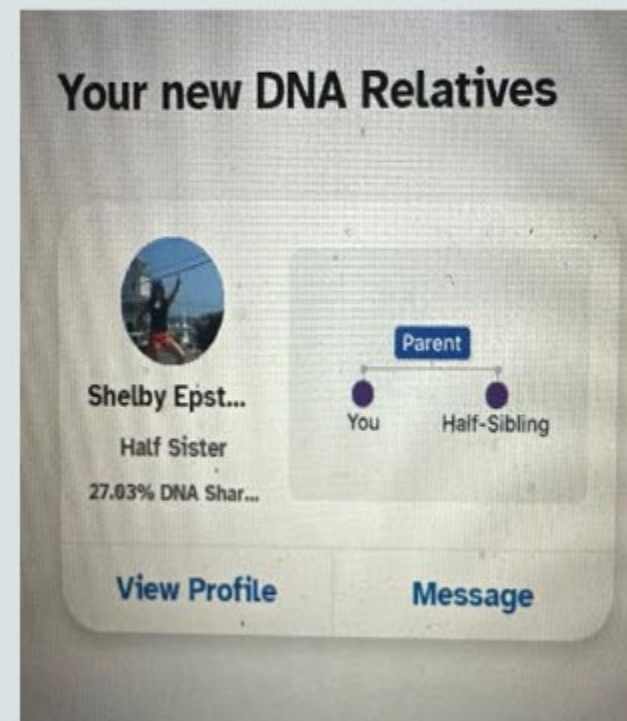 Your new DNA Relatives
Parent
You
Half-Sibling
Shelby Epst...
Half Sister
27.03% DNA Shar...
View Profile
Message